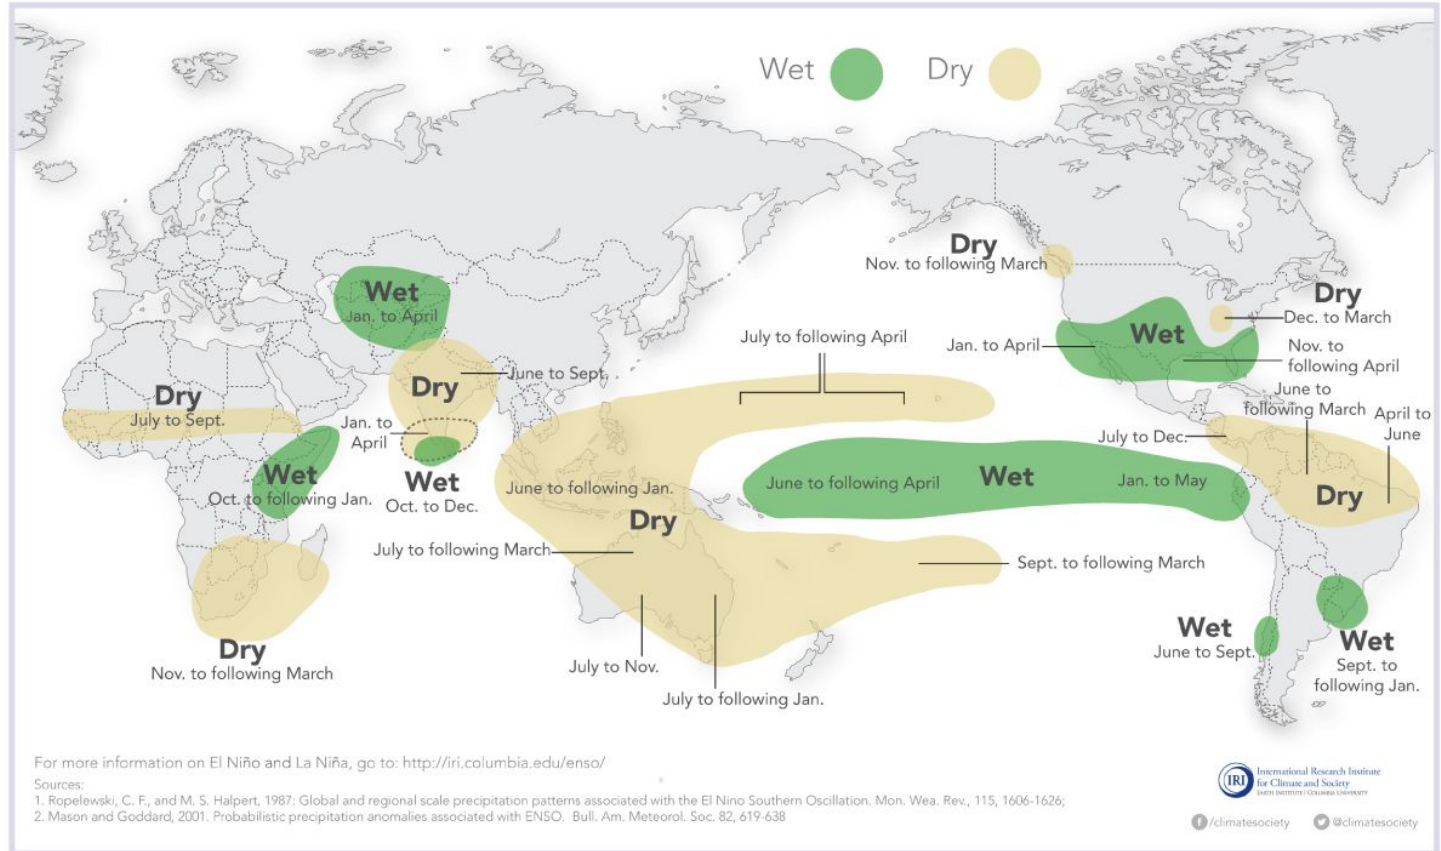 Wet
Dry
Dry
Nov. to following March
Wet
Jan. to April
Dry
Dec. to March
July to following April
Jan. to April
Wet
Nov. to
following April
June to Sept.
Dry
Dry
July to Sept.
June to
following March
April to
June
Jan. to
April
July to Dec.
Wet
Oct. to following Jan.
Wet
Oct. to Dec.
June to following Jan.
June to following April
Wet
Jan. to May
Dry
Dry
July to following March
Sept. to following March
Dry
Nov. to following March
July to Nov.
July to following Jan.
Wet
June to Sept.
Wet
Sept. to
following Jan.
For more information on El Niño and La Niña, go to: http://iri.columbia.edu/enso/
Sources:
1. Ropelewski, C. F., and M. S. Halpert, 1987: Global and regional scale precipitation patterns associated with the El Nino Southern Oscillation. Mon. Wea. Rev., 115, 1606-1626;
2. Mason and Goddard, 2001. Probabilistic precipitation anomalies associated with ENSO. Bull. Am. Meteorol. Soc. 82, 619-638
IRI
International Research Institute
for Climate and Society
EARTH INSTITUTE | COLUMBIA UNIVERSITY
/climatesociety
@climatesociety